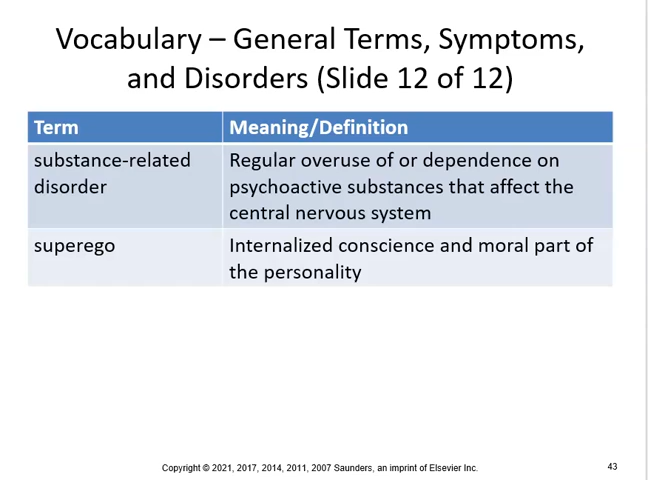 Vocabulary – General Terms, Symptoms,
and Disorders (Slide 12 of 12)
Term Meaning/Definition
substance-related Regular overuse of or dependence on
disorder psychoactive substances that affect the
central nervous system
superego Internalized conscience and moral part of
the personality
Copyright © 2021, 2017, 2014, 2011, 2007 Saunders, an imprint of Elsevier Inc. 43